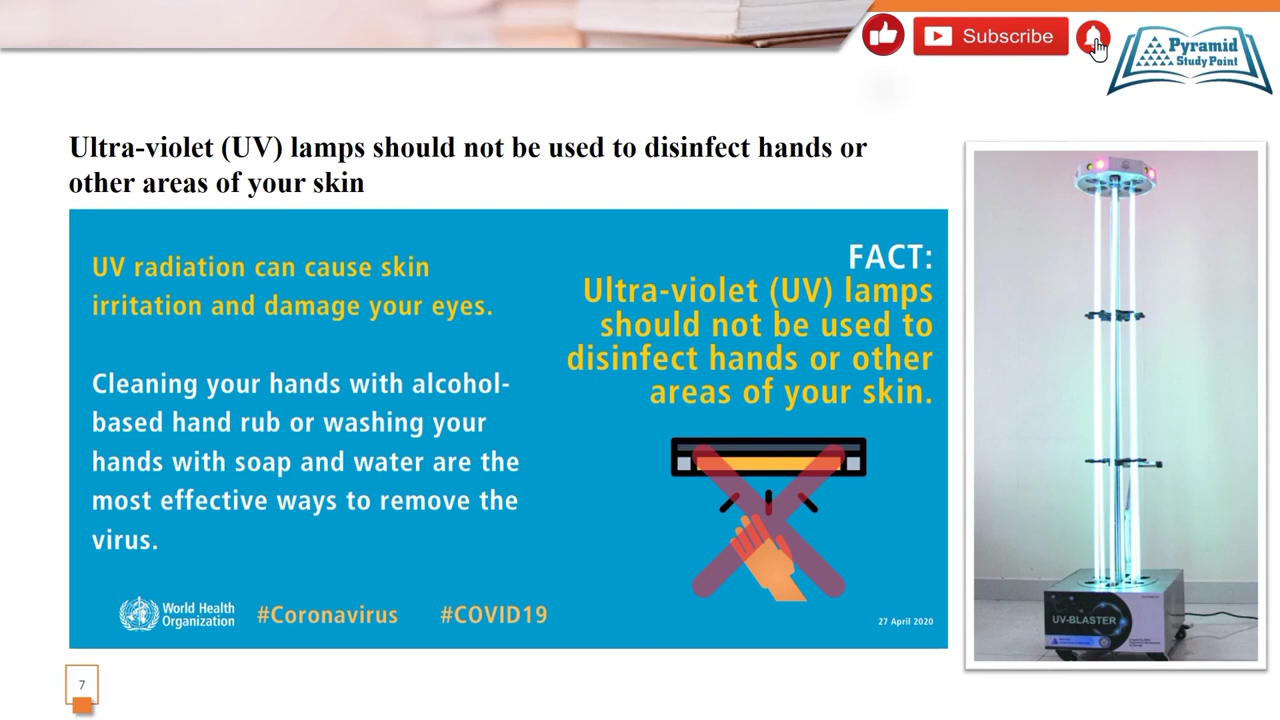 Subscribe
Pyramid
Study Point
Ultra-violet (UV) lamps should not be used to disinfect hands or
other areas of your skin
UV radiation can cause skin
irritation and damage your eyes.
Cleaning your hands with alcohol-
based hand rub or washing your
hands with soap and water are the
most effective ways to remove the
virus.
FACT:
Ultra-violet (UV) lamps
should not be used to
disinfect hands or other
areas of your skin.
World Health
Organization
#Coronavirus #COVID19
27 April 2020
UV-BLASTER
7